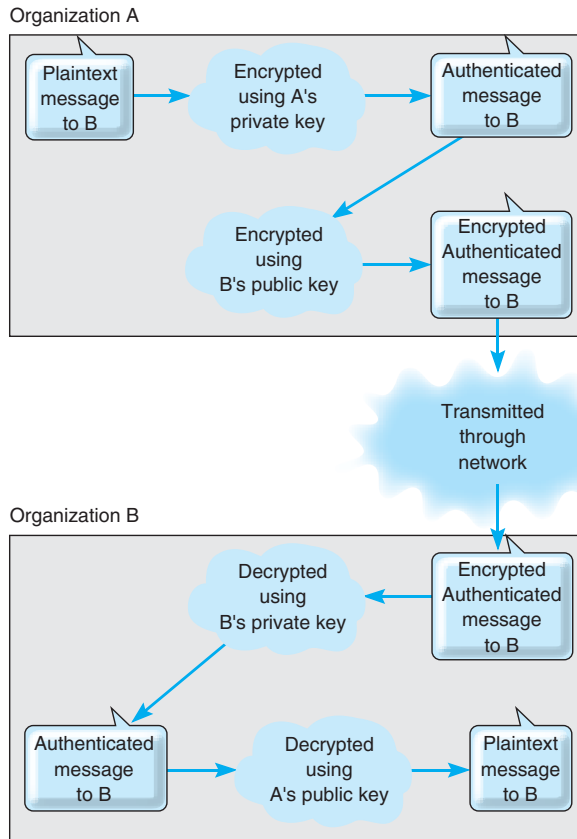 Organization A
Plaintext
message
to B
Encrypted
using A's
private key
Authenticated
message
to B
Encrypted
using
B's public key
Encrypted
Authenticated
message
to B
Transmitted
through
network
Organization B
Encrypted
Authenticated
message
to B
Decrypted
using
B's private key
Authenticated
message
to B
Decrypted
using
A's public key
Plaintext
message
to B